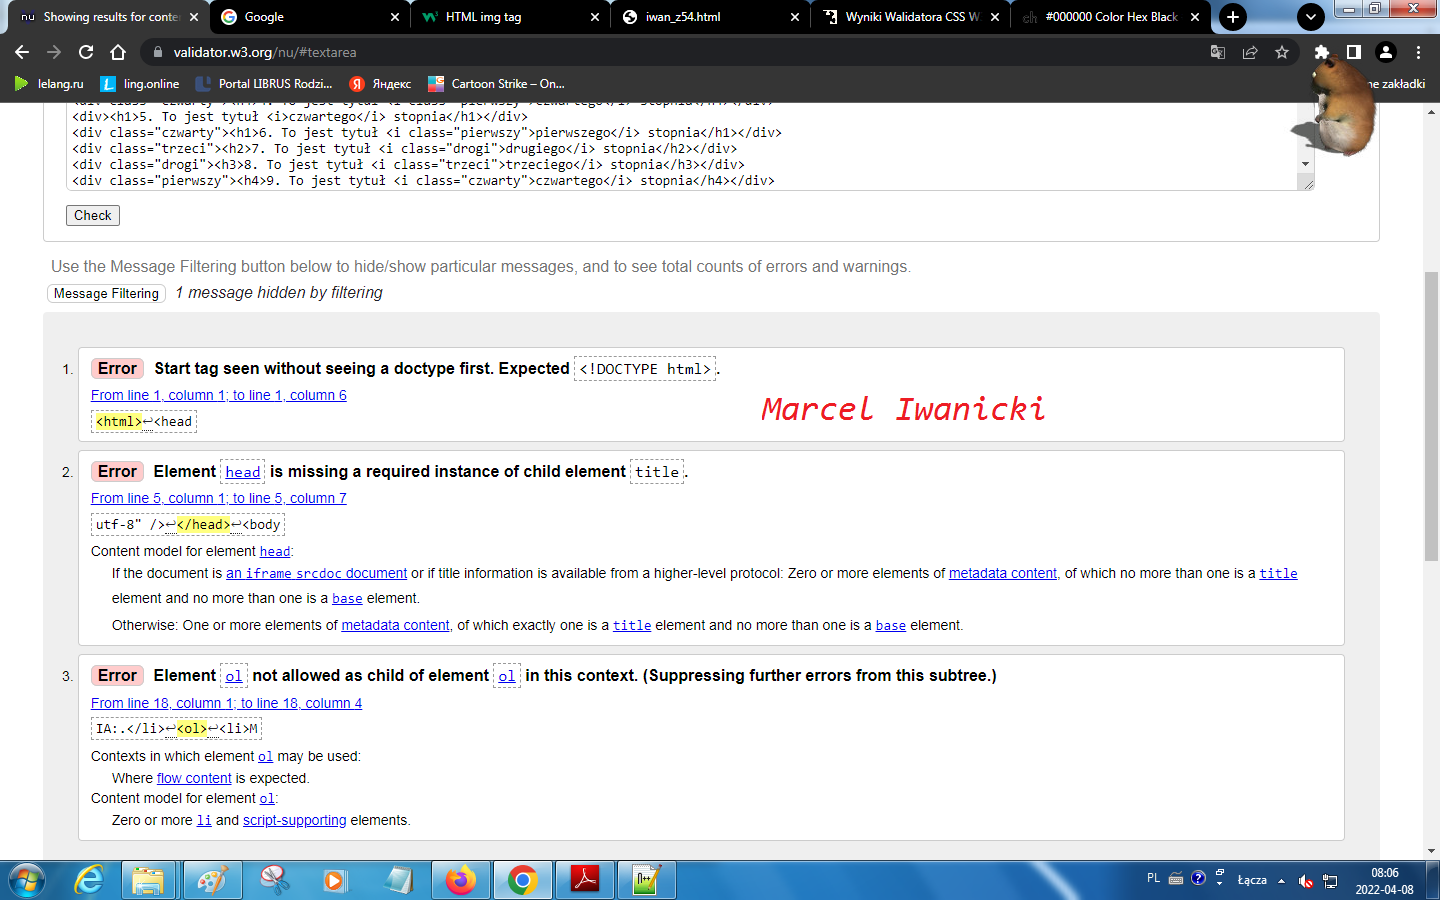 Showing results for conte
Google
HTML img tag
iwan_z54.html
Wyniki Walidatora CSS W
#000000 Color Hex Black
validator.w3.org/nu/#textarea
lelang.ru
ling.online
Portal LIBRUS Rodzi...
Яндекс
Cartoon Strike – On...
ne zakładki
<div><h1>5. To jest tytuł <i>czwartego</i> stopnia</h1></div>
<div class="czwarty"><h1>6. To jest tytuł <i class="pierwszy">pierwszego</i> stopnia</h1></div>
<div class="trzeci"><h2>7. To jest tytuł <i class="drogi">drugiego</i> stopnia</h2></div>
<div class="drogi"><h3>8. To jest tytuł <i class="trzeci">trzeciego</i> stopnia</h3></div>
<div class="pierwszy"><h4>9. To jest tytuł <i class="czwarty">czwartego</i> stopnia</h4></div>
Check
Use the Message Filtering button below to hide/show particular messages, and to see total counts of errors and warnings.
Message Filtering 1 message hidden by filtering
1. Error Start tag seen without seeing a doctype first. Expected <!DOCTYPE html>.
From line 1, column 1; to line 1, column 6
<html>↩<head
Marcel Iwanicki
2. Error Element head is missing a required instance of child element title.
From line 5, column 1; to line 5, column 7
utf-8" />↩</head>↩<body
Content model for element head:
If the document is an iframe srcdoc document or if title information is available from a higher-level protocol: Zero or more elements of metadata content, of which no more than one is a title
element and no more than one is a base element.
Otherwise: One or more elements of metadata content, of which exactly one is a title element and no more than one is a base element.
3. Error Element ol not allowed as child of element ol in this context. (Suppressing further errors from this subtree.)
From line 18, column 1; to line 18, column 4
IA:.</li>↩<ol>↩<li>M
Contexts in which element ol may be used:
Where flow content is expected.
Content model for element ol:
Zero or more li and script-supporting elements.
PL
Łącza
08:06
2022-04-08